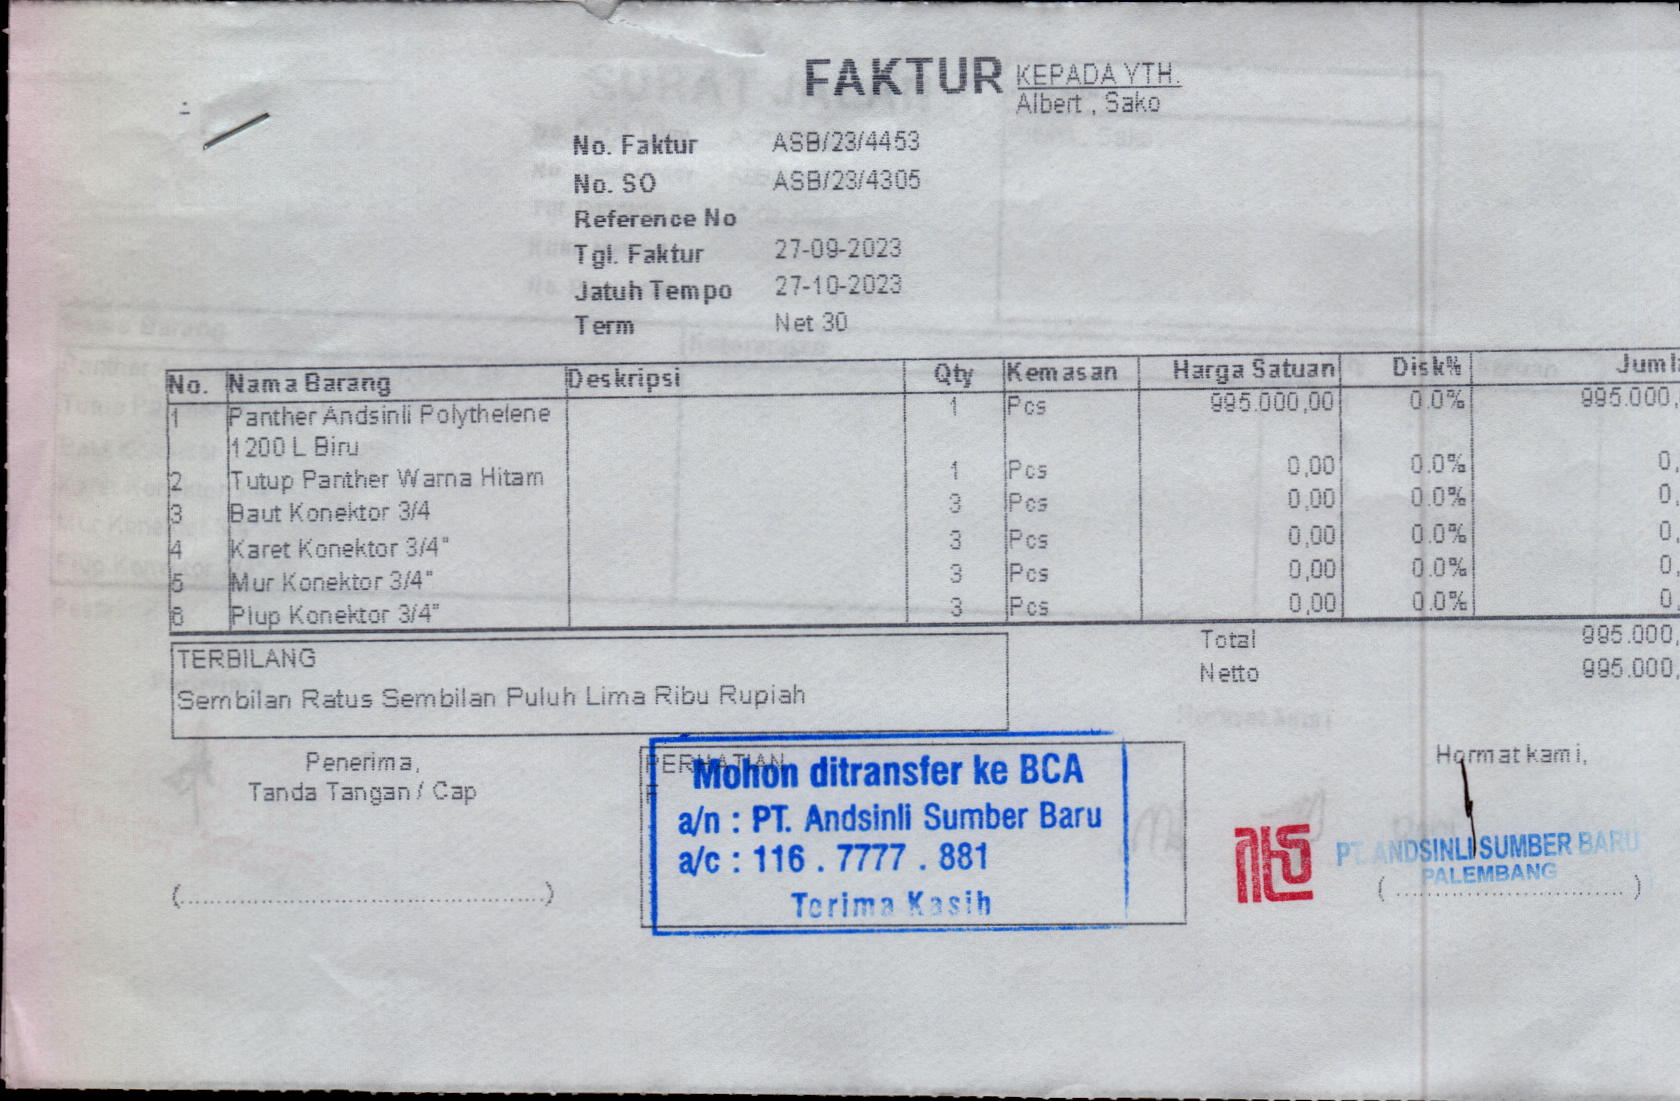 FAKTUR
KEPADA YTH.
Albert , Sako
No. Faktur ASB/23/4453
No. SO ASB/23/4305
Reference No
Tgl. Faktur 27-09-2023
Jatuh Tempo 27-10-2023
Term Net 30
No. Nama Barang Deskripsi Qty Kemasan Harga Satuan Disk%
1 Panther Andsinli Polythelene 1 Pcs 995.000,00 0.0% 995.000,
1200 L Biru
2 Tutup Panther Warna Hitam 1 Pcs 0,00 0.0% 0,
3 Baut Konektor 3/4 3 Pcs 0,00 0.0% 0,
4 Karet Konektor 3/4" 3 Pcs 0,00 0.0% 0,
5 Mur Konektor 3/4" 3 Pcs 0,00 0.0% 0,
6 Plup Konektor 3/4" 3 Pcs 0,00 0.0% 0,
Total 995.000,
Netto 995.000,
TERBILANG
Sembilan Ratus Sembilan Puluh Lima Ribu Rupiah
Penerima,
Tanda Tangan / Cap
(............................................)
PERHATIAN
Mohon ditransfer ke BCA
a/n : PT. Andsinli Sumber Baru
a/c : 116 . 7777 . 881
Terima Kasih
Hormat kami,
PT. ANDSINLI SUMBER BARU
PALEMBANG
(............................)